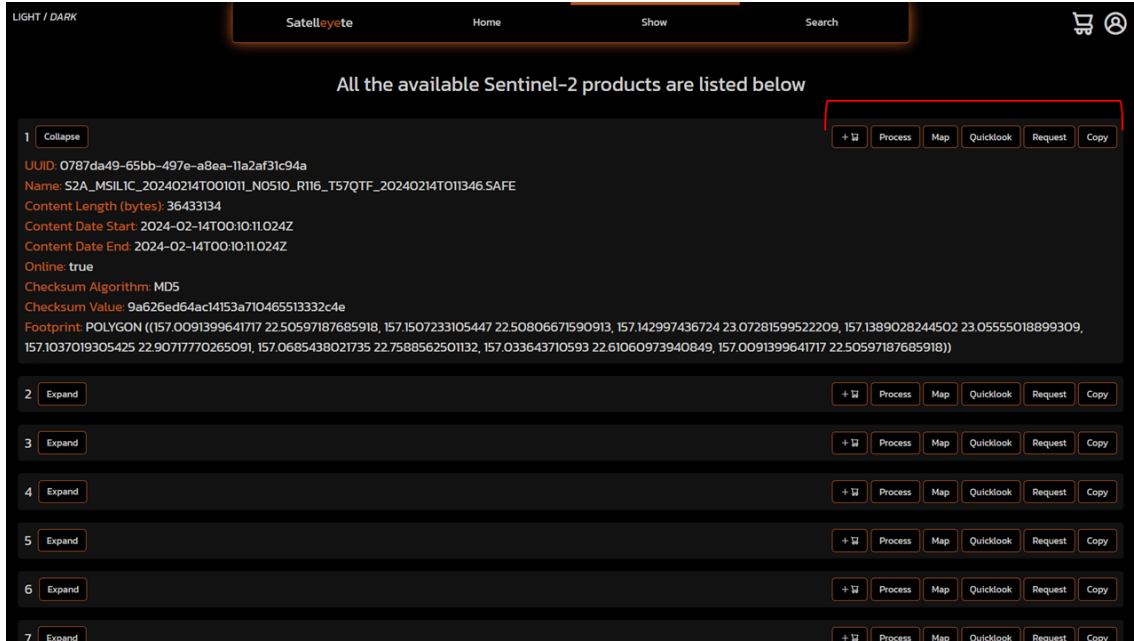 LIGHT / DARK
Satelleyete Home Show Search
All the available Sentinel-2 products are listed below
1 Collapse + Process Map Quicklook Request Copy
UUID: 0787da49-65bb-497e-a8ea-11a2af31c94a
Name: S2A_MSIL1C_20240214T001011_N0510_R116_T57QTF_20240214T011346.SAFE
Content Length (bytes): 36433134
Content Date Start: 2024-02-14T00:10:11.024Z
Content Date End: 2024-02-14T00:10:11.024Z
Online: true
Checksum Algorithm: MD5
Checksum Value: 9a626ed64ac14153a710465513332c4e
Footprint: POLYGON ((157.0091399641717 22.50597187685918, 157.1507233105447 22.50806671590913, 157.142997436724 23.07281599522209, 157.1389028244502 23.05555018899309,
157.1037019305425 22.90717770265091, 157.0685438021735 22.7588562501132, 157.033643710593 22.61060973940849, 157.0091399641717 22.50597187685918))
2 Expand + Process Map Quicklook Request Copy
3 Expand + Process Map Quicklook Request Copy
4 Expand + Process Map Quicklook Request Copy
5 Expand + Process Map Quicklook Request Copy
6 Expand + Process Map Quicklook Request Copy
7 Expand + Process Map Quicklook Request Copy